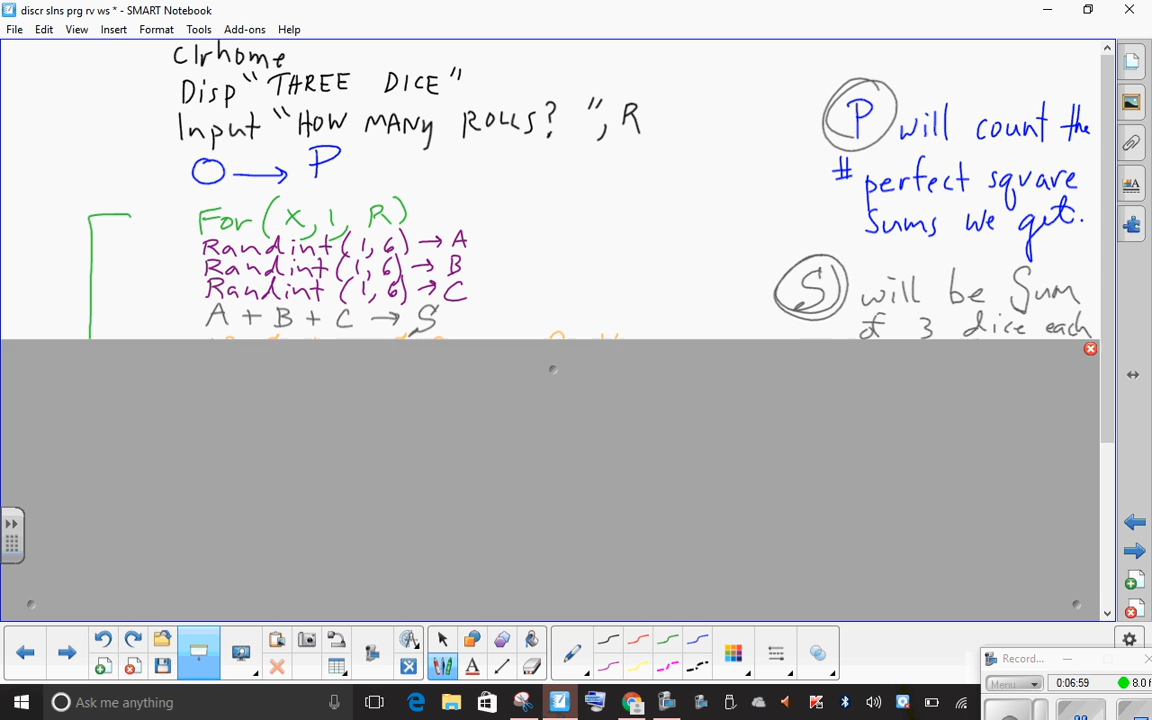 discr slns prg rv ws * - SMART Notebook
File Edit View Insert Format Tools Add-ons Help
Clrhome
Disp "THREE DICE"
Input "HOW MANY ROLLS? ", R
0 → P
For (X, 1, R)
Randint (1, 6) → A
Randint (1, 6) → B
Randint (1, 6) → C
A + B + C → S
P will count the
# perfect square
sums we get.
S will be Sum
of 3 dice each
Record...
Menu
0:06:59
8.0 f
Ask me anything